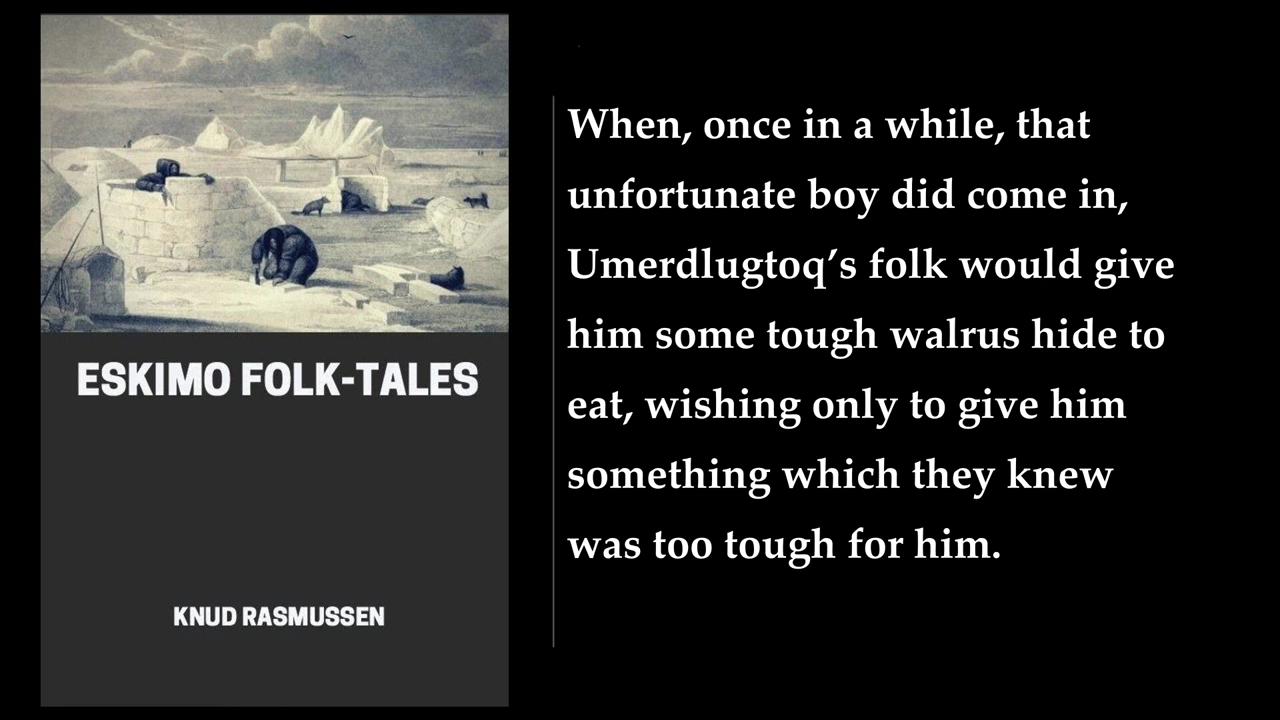 ESKIMO FOLK-TALES
KNUD RASMUSSEN
When, once in a while, that
unfortunate boy did come in,
Umerdlugtoq’s folk would give
him some tough walrus hide to
eat, wishing only to give him
something which they knew
was too tough for him.